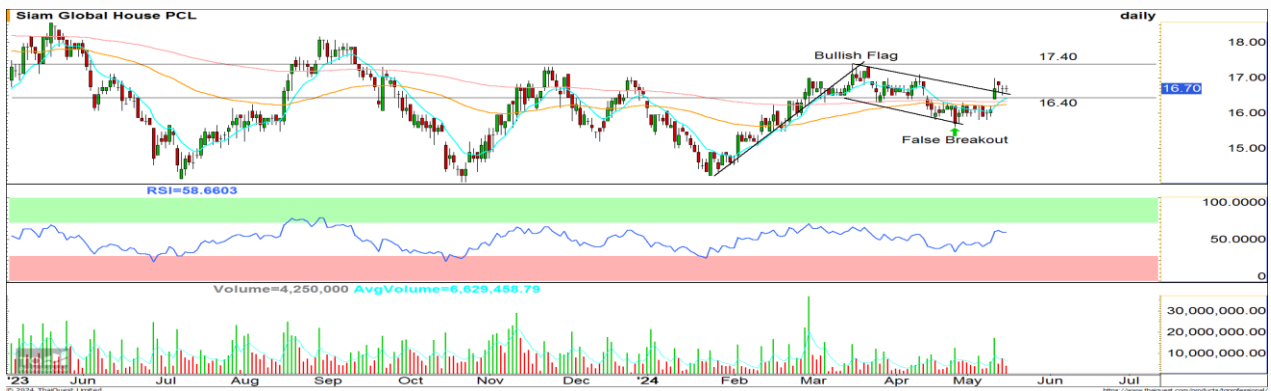 Siam Global House PCL
daily
18.00
Bullish Flag
17.40
17.00
16.70
16.40
16.00
False Breakout
15.00
RSI=58.6603
100.0000
50.0000
0
Volume=4,250,000 AvgVolume=6,629,458.79
30,000,000.00
20,000,000.00
10,000,000.00
'23 Jun Jul Aug Sep Oct Nov Dec '24 Feb Mar Apr May Jun Jul